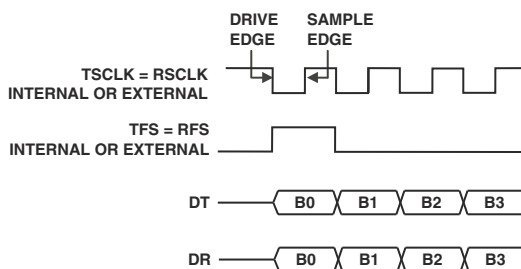 DRIVE EDGE
SAMPLE EDGE
TSCLK = RSCLK
INTERNAL OR EXTERNAL
TFS = RFS
INTERNAL OR EXTERNAL
DT B0 B1 B2 B3
DR B0 B1 B2 B3